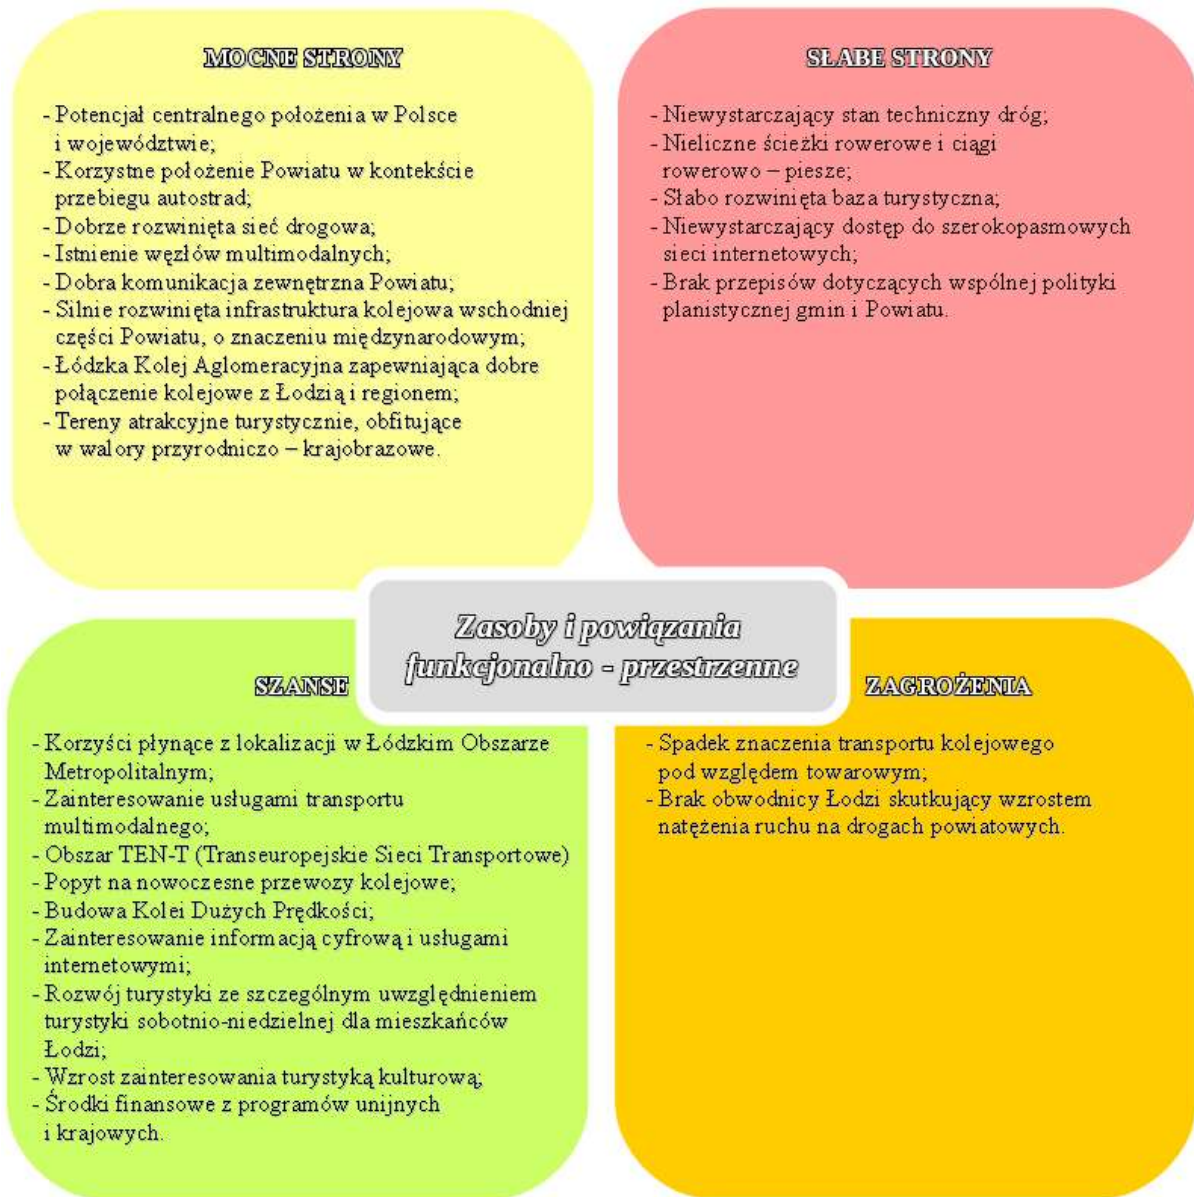 MOCNE STRONY
- Potencjał centralnego położenia w Polsce
i województwie;
- Korzystne położenie Powiatu w kontekście
przebiegu autostrad;
- Dobrze rozwinięta sieć drogowa;
- Istnienie węzłów multimodalnych;
- Dobra komunikacja zewnętrzna Powiatu;
- Silnie rozwinięta infrastruktura kolejowa wschodniej
części Powiatu, o znaczeniu międzynarodowym;
- Łódzka Kolej Aglomeracyjna zapewniająca dobre
połączenie kolejowe z Łodzią i regionem;
- Tereny atrakcyjne turystycznie, obfitujące
w walory przyrodniczo – krajobrazowe.
SŁABE STRONY
- Niewystarczający stan techniczny dróg;
- Nieliczne ścieżki rowerowe i ciągi
rowerowo – piesze;
- Słabo rozwinięta baza turystyczna;
- Niewystarczający dostęp do szerokopasmowych
sieci internetowych;
- Brak przepisów dotyczących wspólnej polityki
planistycznej gmin i Powiatu.
Zasoby i powiązania
funkcjonalno - przestrzenne
SZANSE
- Korzyści płynące z lokalizacji w Łódzkim Obszarze
Metropolitalnym;
- Zainteresowanie usługami transportu
multimodalnego;
- Obszar TEN-T (Transeuropejskie Sieci Transportowe)
- Popyt na nowoczesne przewozy kolejowe;
- Budowa Kolei Dużych Prędkości;
- Zainteresowanie informacją cyfrową i usługami
internetowymi;
- Rozwój turystyki ze szczególnym uwzględnieniem
turystyki sobotnio-niedzielnej dla mieszkańców
Łodzi;
- Wzrost zainteresowania turystyką kulturową;
- Środki finansowe z programów unijnych
i krajowych.
ZAGROŻENIA
- Spadek znaczenia transportu kolejowego
pod względem towarowym;
- Brak obwodnicy Łodzi skutkujący wzrostem
natężenia ruchu na drogach powiatowych.